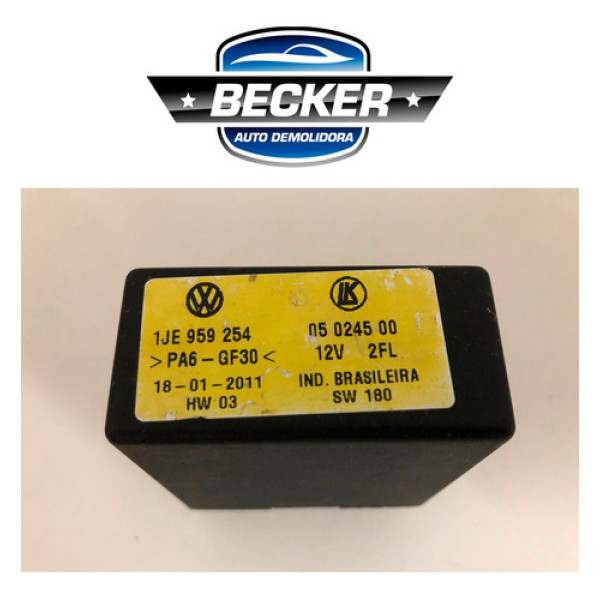 BECKER
AUTO DEMOLIDORA
1JE 959 254
>PA6-GF30<
18-01-2011
HW 03
05 0245 00
12V 2FL
IND. BRASILEIRA
SW 180